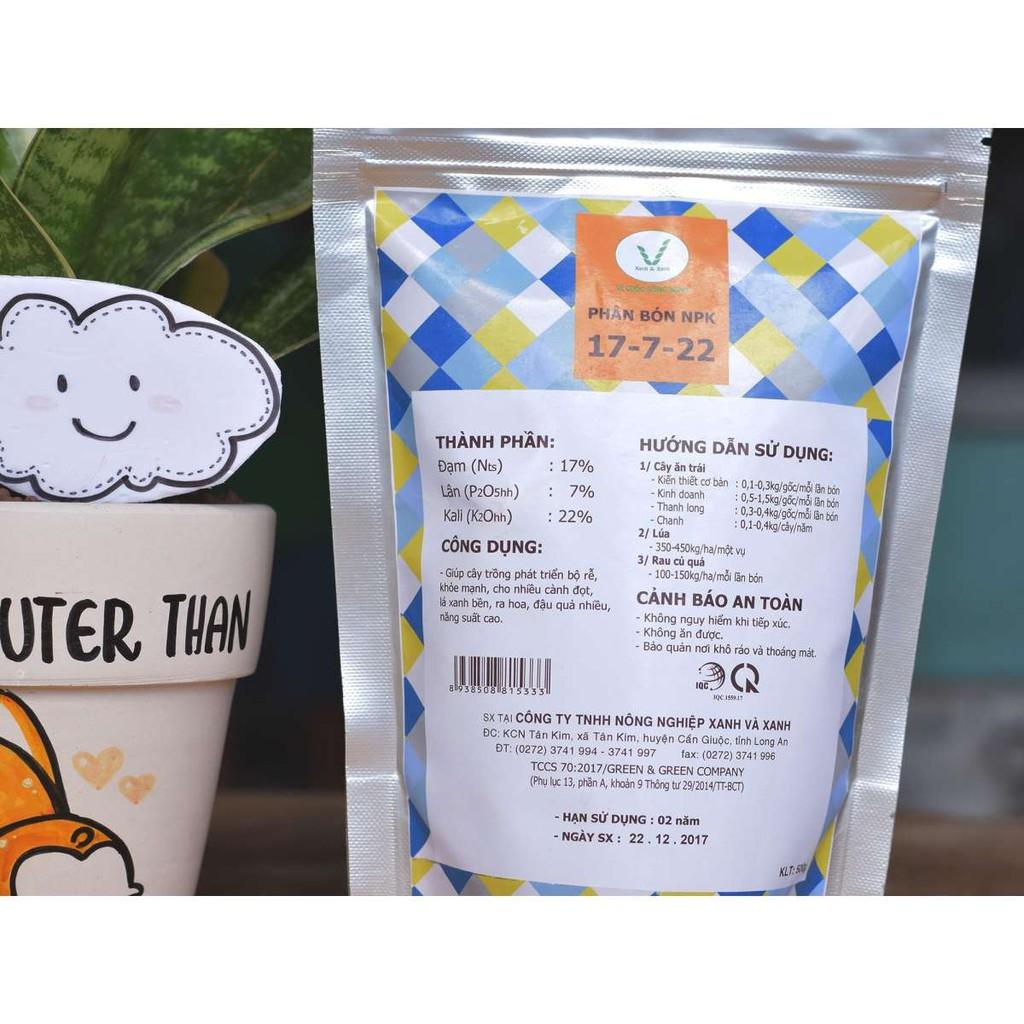 Xanh & Xanh
VÌ CUỘC SỐNG XANH
PHÂN BÓN NPK
17-7-22
THÀNH PHẦN:
Đạm (Nts) : 17%
Lân (P2O5hh) : 7%
Kali (K2Ohh) : 22%
CÔNG DỤNG:
- Giúp cây trồng phát triển bộ rễ,
khỏe mạnh, cho nhiều cành đọt,
lá xanh bền, ra hoa, đậu quả nhiều,
năng suất cao.
8938508815333
HƯỚNG DẪN SỬ DỤNG:
1/ Cây ăn trái
- Kiến thiết cơ bản : 0,1-0,3kg/gốc/mỗi lần bón
- Kinh doanh : 0,5-1,5kg/gốc/mỗi lần bón
- Thanh long : 0,3-0,4kg/gốc/mỗi lần bón
- Chanh : 0,1-0,4kg/cây/năm
2/ Lúa
- 350-450kg/ha/một vụ
3/ Rau củ quả
- 100-150kg/ha/mỗi lần bón
CẢNH BÁO AN TOÀN
- Không nguy hiểm khi tiếp xúc.
- Không ăn được.
- Bảo quản nơi khô ráo và thoáng mát.
IQC
IQC 1559.17
SX TẠI CÔNG TY TNHH NÔNG NGHIỆP XANH VÀ XANH
ĐC: KCN Tân Kim, xã Tân Kim, huyện Cần Giuộc, tỉnh Long An
ĐT: (0272) 3741 994 - 3741 997 fax: (0272) 3741 996
TCCS 70:2017/GREEN & GREEN COMPANY
(Phụ lục 13, phần A, khoản 9 Thông tư 29/2014/TT-BCT)
- HẠN SỬ DỤNG : 02 năm
- NGÀY SX : 22 . 12 . 2017
KLT: 500g
UTER THAN